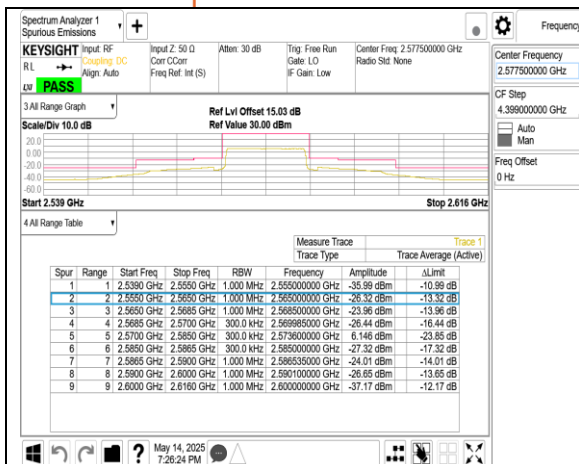 Spectrum Analyzer 1
Spurious Emissions
Frequency
KEYSIGHT Input: RF Input Z: 50 Ω Atten: 30 dB Trig: Free Run Center Freq: 2.577500000 GHz
RL Coupling: DC Corr CCorr Gate: LO Radio Std: None
Align: Auto Freq Ref: Int (S) IF Gain: Low
PASS
Center Frequency
2.577500000 GHz
CF Step
4.399000000 GHz
Auto
Man
Freq Offset
0 Hz
3 All Range Graph
Ref Lvl Offset 15.03 dB
Scale/Div 10.0 dB Ref Value 30.00 dBm
20.0
0.00
-20.0
-40.0
-60.0
Start 2.539 GHz Stop 2.616 GHz
4 All Range Table
Measure Trace Trace 1
Trace Type Trace Average (Active)
Spur Range Start Freq Stop Freq RBW Frequency Amplitude ΔLimit
1 1 2.5390 GHz 2.5550 GHz 1.000 MHz 2.555000000 GHz -35.99 dBm -10.99 dB
2 2 2.5550 GHz 2.5650 GHz 1.000 MHz 2.565000000 GHz -26.32 dBm -13.32 dB
3 3 2.5650 GHz 2.5685 GHz 1.000 MHz 2.568500000 GHz -23.96 dBm -13.96 dB
4 4 2.5685 GHz 2.5700 GHz 300.0 kHz 2.569985000 GHz -26.44 dBm -16.44 dB
5 5 2.5700 GHz 2.5850 GHz 300.0 kHz 2.573600000 GHz 6.146 dBm -23.85 dB
6 6 2.5850 GHz 2.5865 GHz 300.0 kHz 2.585000000 GHz -27.32 dBm -17.32 dB
7 7 2.5865 GHz 2.5900 GHz 1.000 MHz 2.586535000 GHz -24.01 dBm -14.01 dB
8 8 2.5900 GHz 2.6000 GHz 1.000 MHz 2.590100000 GHz -26.65 dBm -13.65 dB
9 9 2.6000 GHz 2.6160 GHz 1.000 MHz 2.600000000 GHz -37.17 dBm -12.17 dB
May 14, 2025
7:26:24 PM